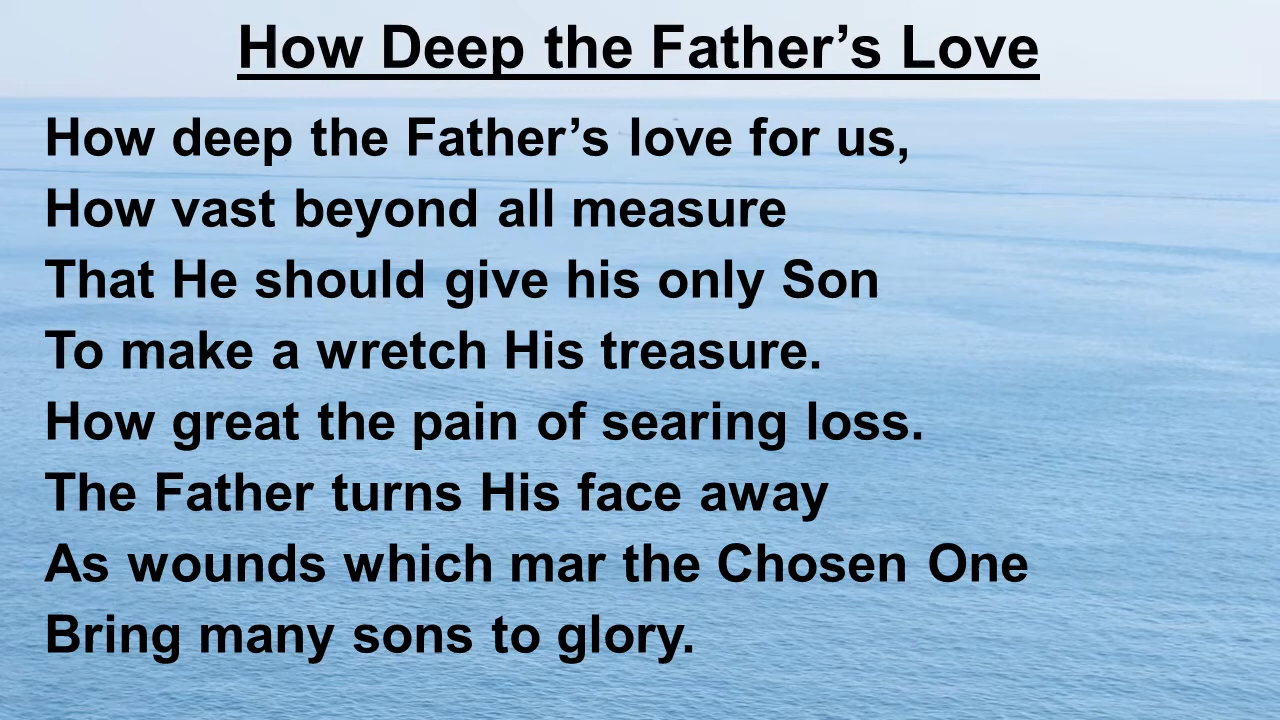 How Deep the Father’s Love
How deep the Father’s love for us,
How vast beyond all measure
That He should give his only Son
To make a wretch His treasure.
How great the pain of searing loss.
The Father turns His face away
As wounds which mar the Chosen One
Bring many sons to glory.